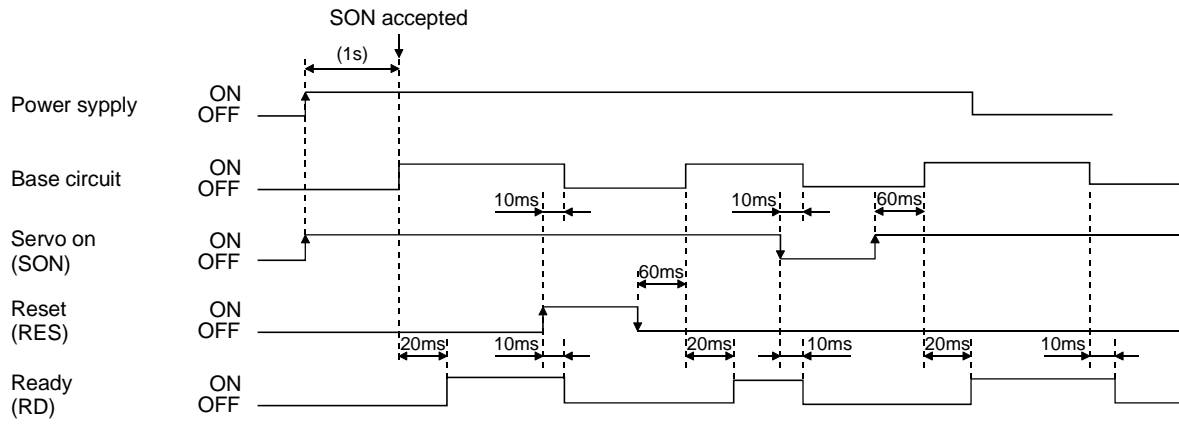 SON accepted
(1s)
Power sypply ON
OFF
Base circuit ON
OFF
10ms 10ms 60ms
Servo on
(SON) ON
OFF
60ms
Reset
(RES) ON
OFF
20ms 10ms 20ms 10ms 20ms 10ms
Ready
(RD) ON
OFF